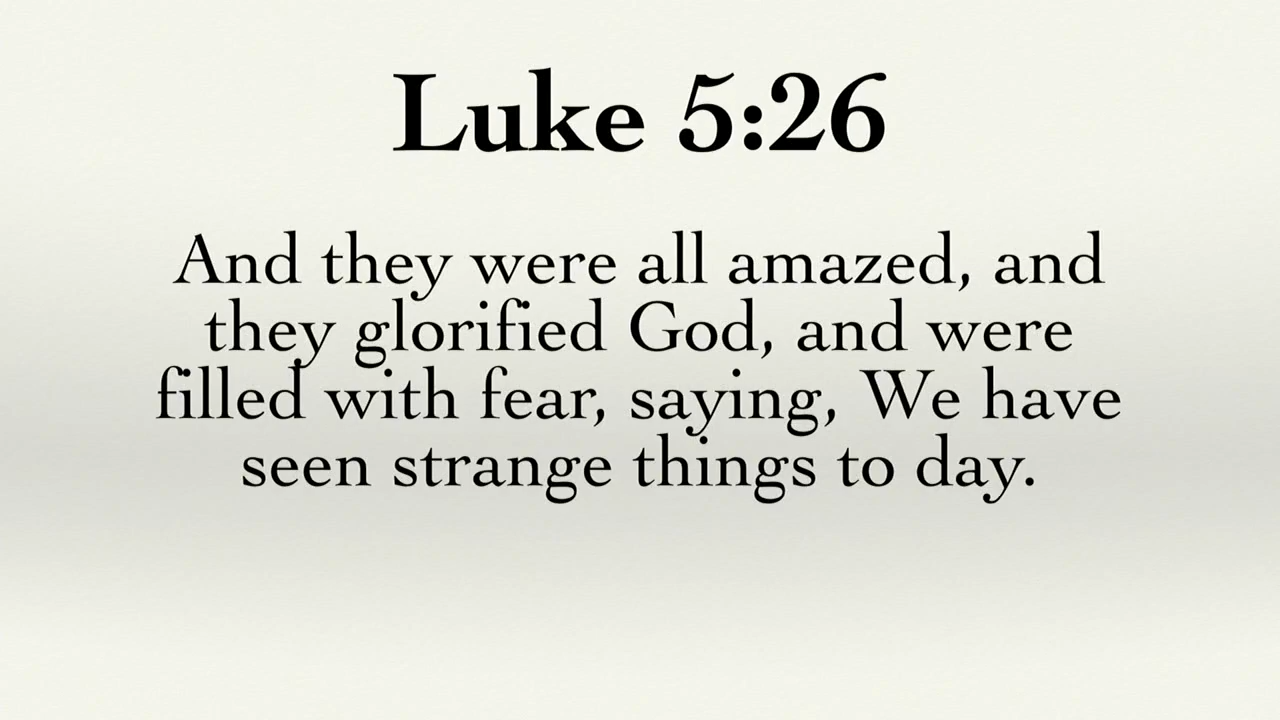 Luke 5:26
And they were all amazed, and
they glorified God, and were
filled with fear, saying, We have
seen strange things to day.